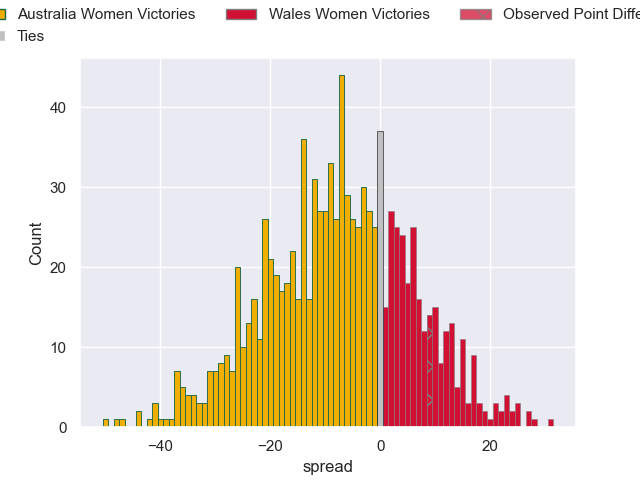 Australia Women Victories
Wales Women Victories
Observed Point Diffe
Ties
40
30
20
10
0
Count
−40
−20
0
20
spread